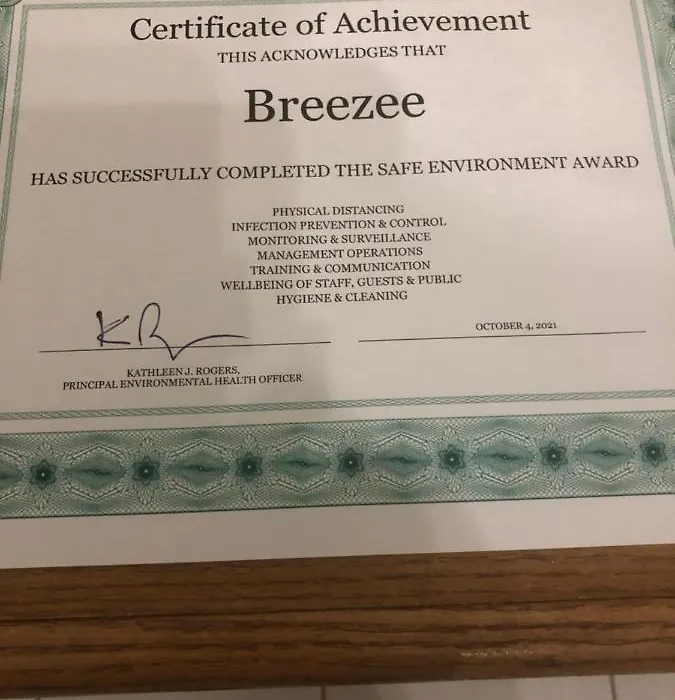 Certificate of Achievement
THIS ACKNOWLEDGES THAT
Breezee
HAS SUCCESSFULLY COMPLETED THE SAFE ENVIRONMENT AWARD
PHYSICAL DISTANCING
INFECTION PREVENTION & CONTROL
MONITORING & SURVEILLANCE
MANAGEMENT OPERATIONS
TRAINING & COMMUNICATION
WELLBEING OF STAFF, GUESTS & PUBLIC
HYGIENE & CLEANING
OCTOBER 4, 2021
KATHLEEN J. ROGERS,
PRINCIPAL ENVIRONMENTAL HEALTH OFFICER